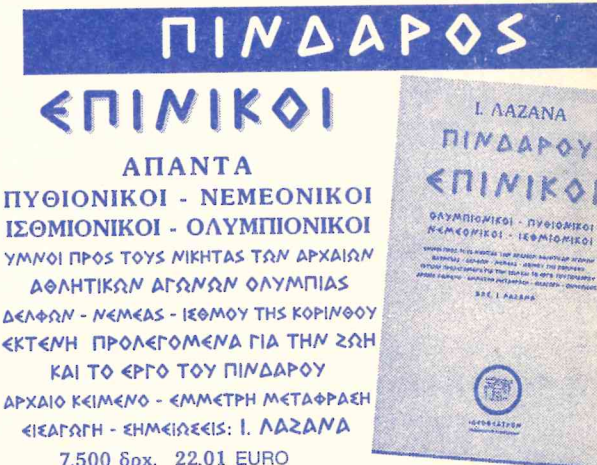 ΠΙΝΔΑΡΟΣ
ΕΠΙΝΙΚΟΙ
ΑΠΑΝΤΑ
ΠΥΘΙΟΝΙΚΟΙ - ΝΕΜΕΟΝΙΚΟΙ
ΙΣΘΜΙΟΝΙΚΟΙ - ΟΛΥΜΠΙΟΝΙΚΟΙ
ΥΜΝΟΙ ΠΡΟΣ ΤΟΥΣ ΝΙΚΗΤΑΣ ΤΩΝ ΑΡΧΑΙΩΝ
ΑΘΛΗΤΙΚΩΝ ΑΓΩΝΩΝ ΟΛΥΜΠΙΑΣ
ΔΕΛΦΩΝ - ΝΕΜΕΑΣ - ΙΣΘΜΟΥ ΤΗΣ ΚΟΡΙΝΘΟΥ
ΕΚΤΕΝΗ ΠΡΟΛΕΓΟΜΕΝΑ ΓΙΑ ΤΗΝ ΖΩΗ
ΚΑΙ ΤΟ ΕΡΓΟ ΤΟΥ ΠΙΝΔΑΡΟΥ
ΑΡΧΑΙΟ ΚΕΙΜΕΝΟ - ΕΜΜΕΤΡΗ ΜΕΤΑΦΡΑΣΗ
ΕΙΣΑΓΩΓΗ - ΣΗΜΕΙΩΣΕΙΣ: Ι. ΛΑΖΑΝΑ
7.500 δρχ. 22.01 EURO
Ι. ΛΑΖΑΝΑ
ΠΙΝΔΑΡΟΥ
ΕΠΙΝΙΚΟΙ
ΟΛΥΜΠΙΟΝΙΚΟΙ - ΠΥΘΙΟΝΙΚΟΙ
ΝΕΜΕΟΝΙΚΟΙ - ΙΣΘΜΙΟΝΙΚΟΙ